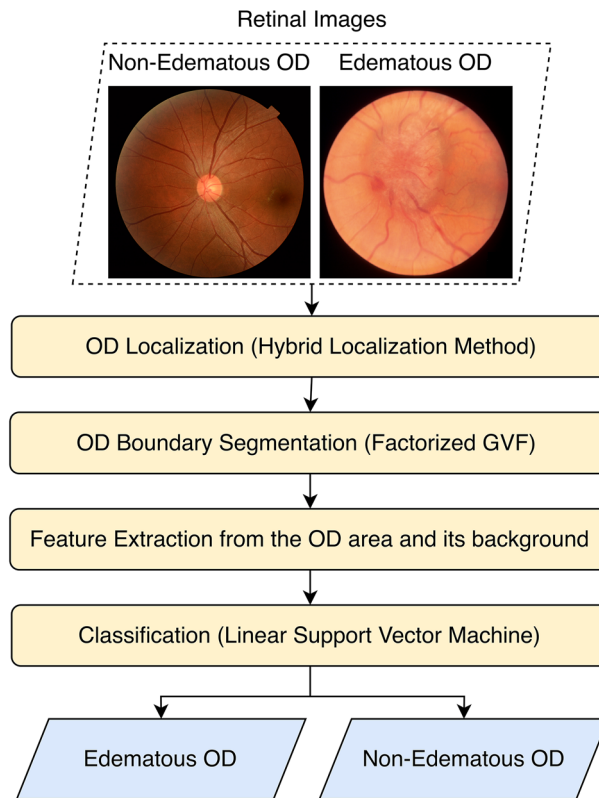 Retinal Images
Non-Edematous OD
Edematous OD
OD Localization (Hybrid Localization Method)
OD Boundary Segmentation (Factorized GVF)
Feature Extraction from the OD area and its background
Classification (Linear Support Vector Machine)
Edematous OD
Non-Edematous OD